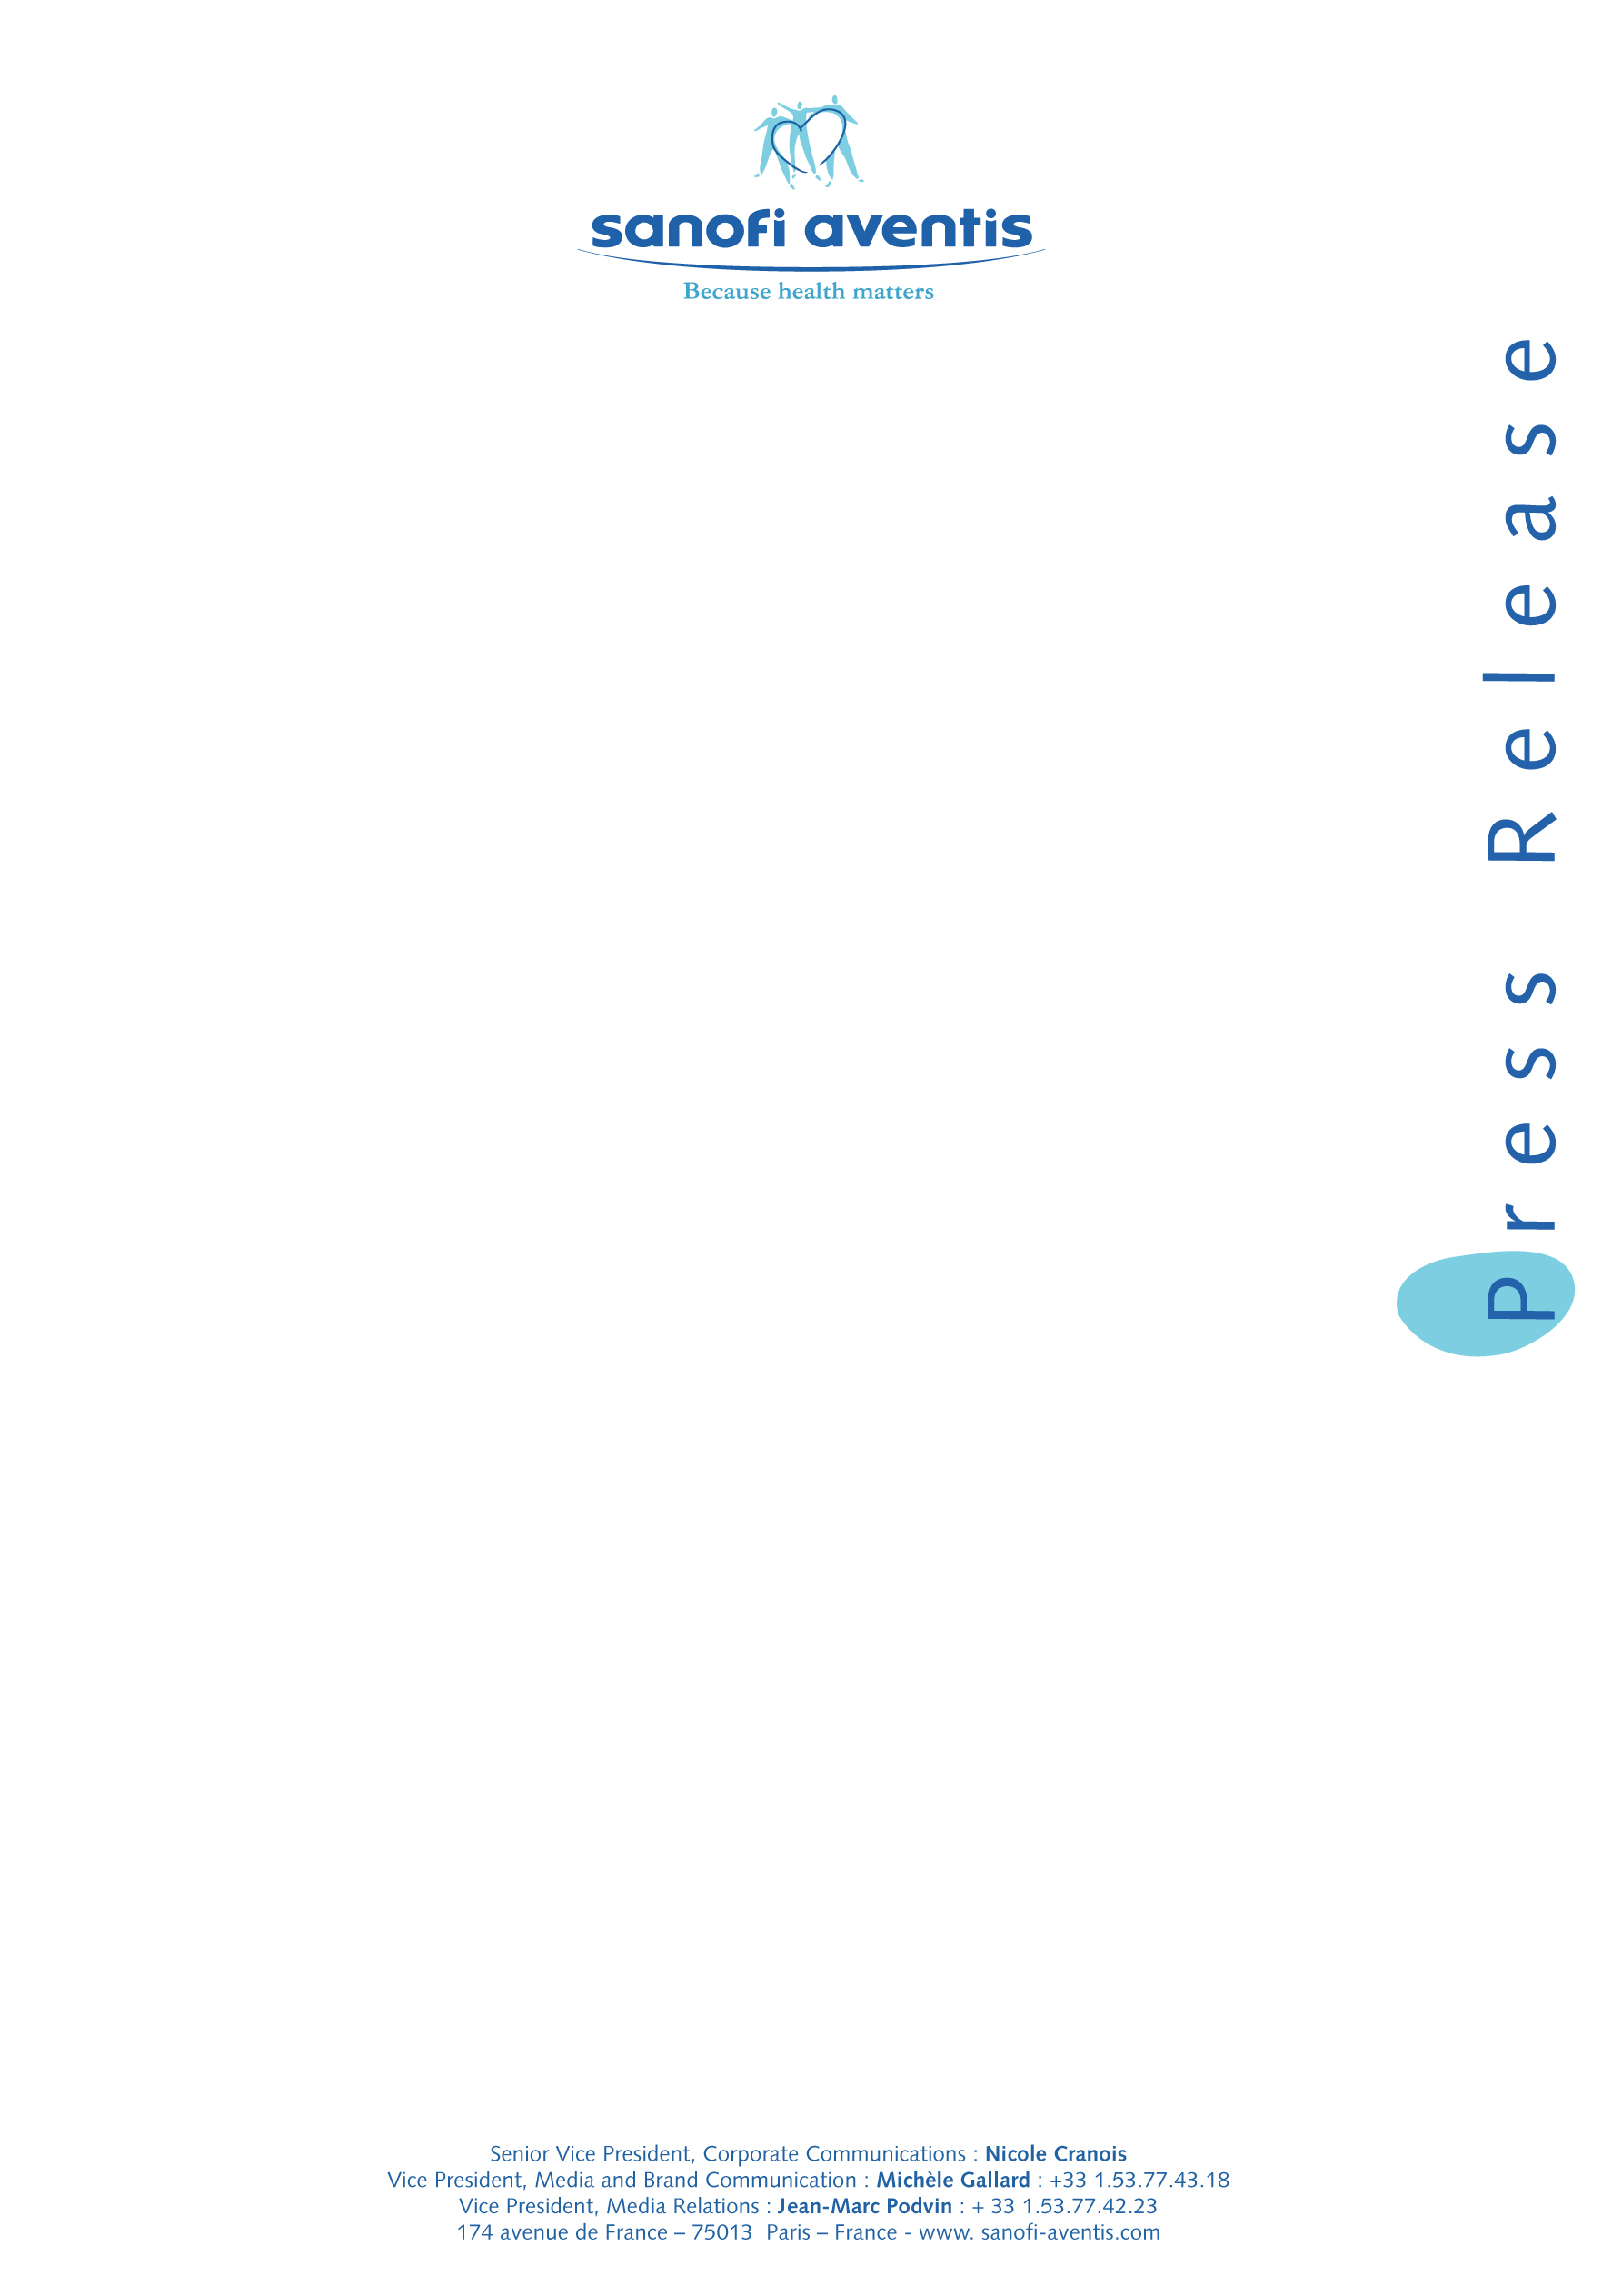 sanofi aventis
Because health matters
Press Release
Senior Vice President, Corporate Communications : Nicole Cranois
Vice President, Media and Brand Communication : Michèle Gallard : +33 1.53.77.43.18
Vice President, Media Relations : Jean-Marc Podvin : + 33 1.53.77.42.23
174 avenue de France – 75013  Paris – France - www. sanofi-aventis.com